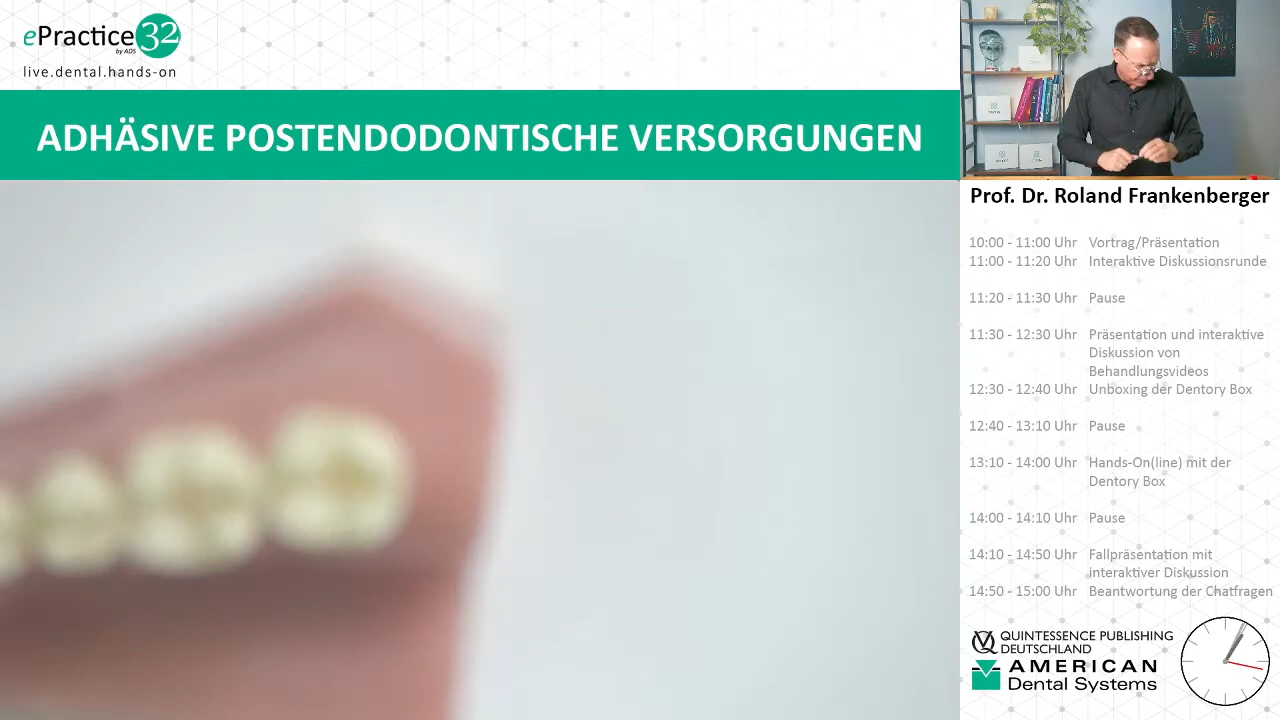 ePractice 32
by ADS
live.dental.hands-on
ADHÄSIVE POSTENDODONTISCHE VERSORGUNGEN
Prof. Dr. Roland Frankenberger
10:00 - 11:00 Uhr Vortrag/Präsentation
11:00 - 11:20 Uhr Interaktive Diskussionsrunde
11:20 - 11:30 Uhr Pause
11:30 - 12:30 Uhr Präsentation und interaktive
Diskussion von
Behandlungsvideos
12:30 - 12:40 Uhr Unboxing der Dentory Box
12:40 - 13:10 Uhr Pause
13:10 - 14:00 Uhr Hands-On(line) mit der
Dentory Box
14:00 - 14:10 Uhr Pause
14:10 - 14:50 Uhr Fallpräsentation mit
interaktiver Diskussion
14:50 - 15:00 Uhr Beantwortung der Chatfragen
QUINTESSENCE PUBLISHING
DEUTSCHLAND
AMERICAN
Dental Systems